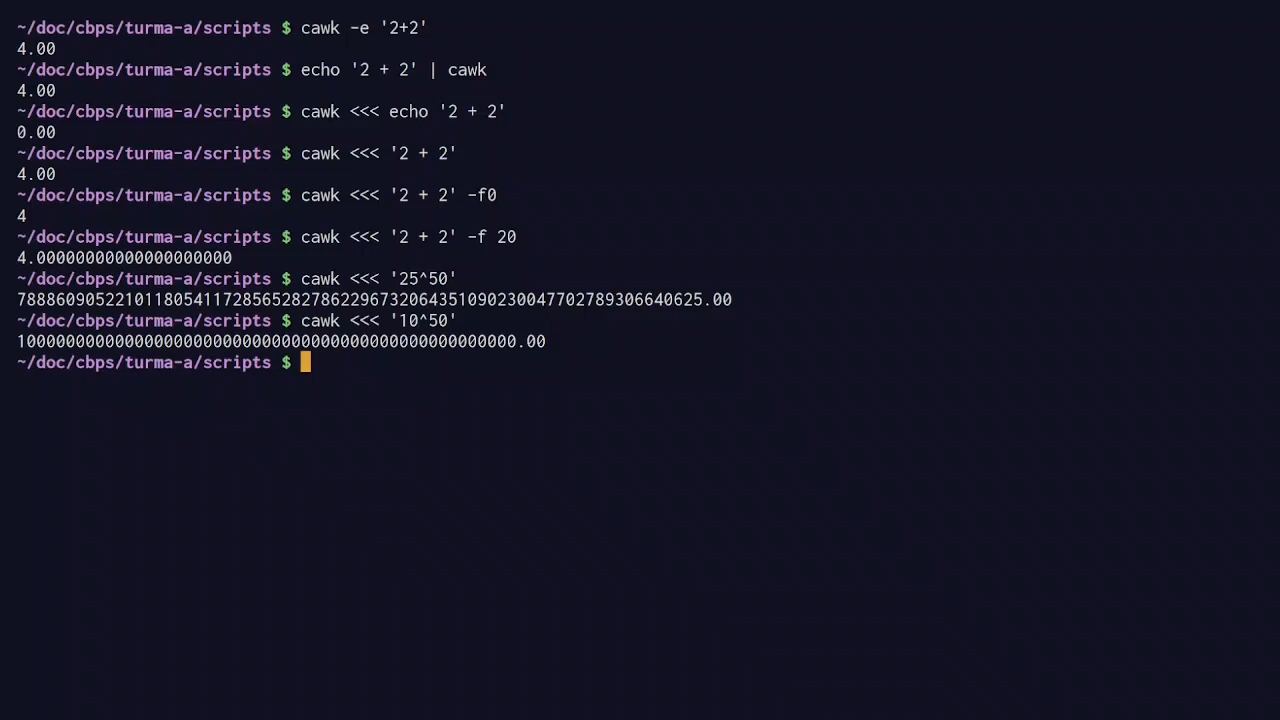 ~/doc/cbps/turma-a/scripts $ cawk -e '2+2'
4.00
~/doc/cbps/turma-a/scripts $ echo '2 + 2' | cawk
4.00
~/doc/cbps/turma-a/scripts $ cawk <<< echo '2 + 2'
0.00
~/doc/cbps/turma-a/scripts $ cawk <<< '2 + 2'
4.00
~/doc/cbps/turma-a/scripts $ cawk <<< '2 + 2' -f0
4
~/doc/cbps/turma-a/scripts $ cawk <<< '2 + 2' -f 20
4.00000000000000000000
~/doc/cbps/turma-a/scripts $ cawk <<< '25^50'
7888609052210118054117285652827862296732064351090230047702789306640625.00
~/doc/cbps/turma-a/scripts $ cawk <<< '10^50'
100000000000000000000000000000000000000000000000000.00
~/doc/cbps/turma-a/scripts $